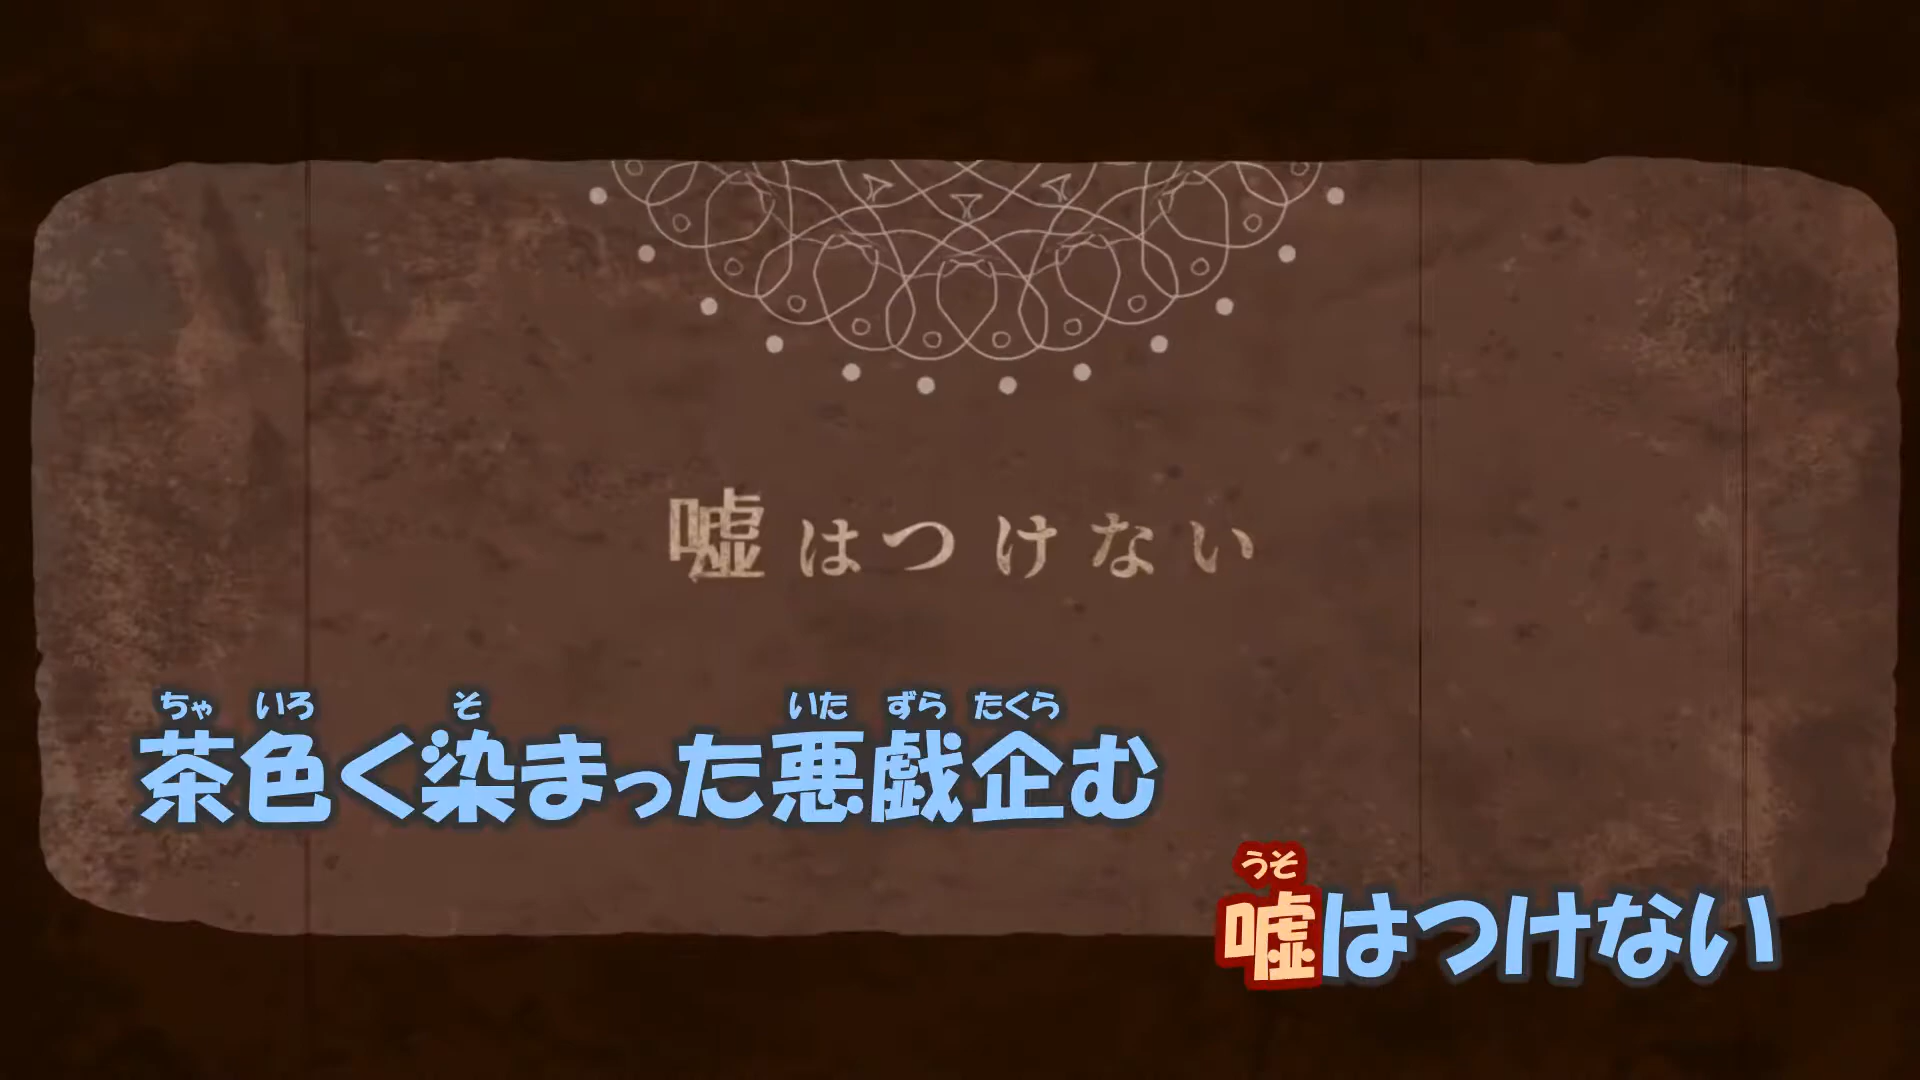 嘘はつけない
ちゃ いろ そ いた ずら たくら
茶色く染まった悪戯企む
うそ
嘘はつけない